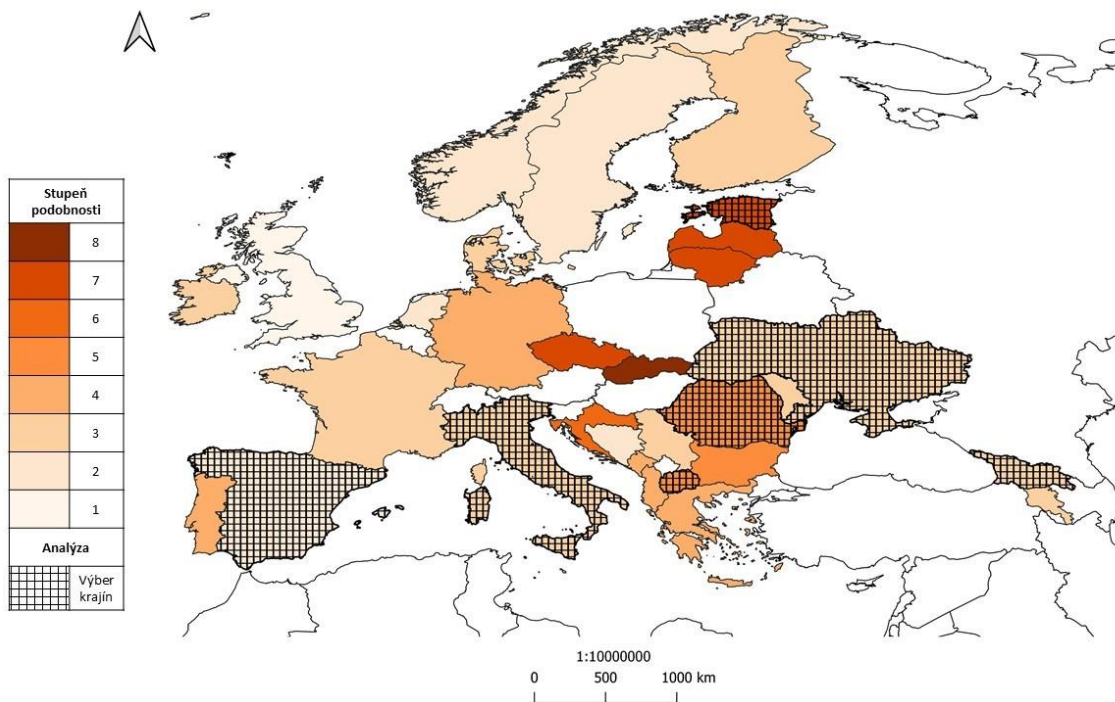 Stupeň
podobnosti
8
7
6
5
4
3
2
1
Analýza
Výber
krajín
1:10000000
0 500 1000 km